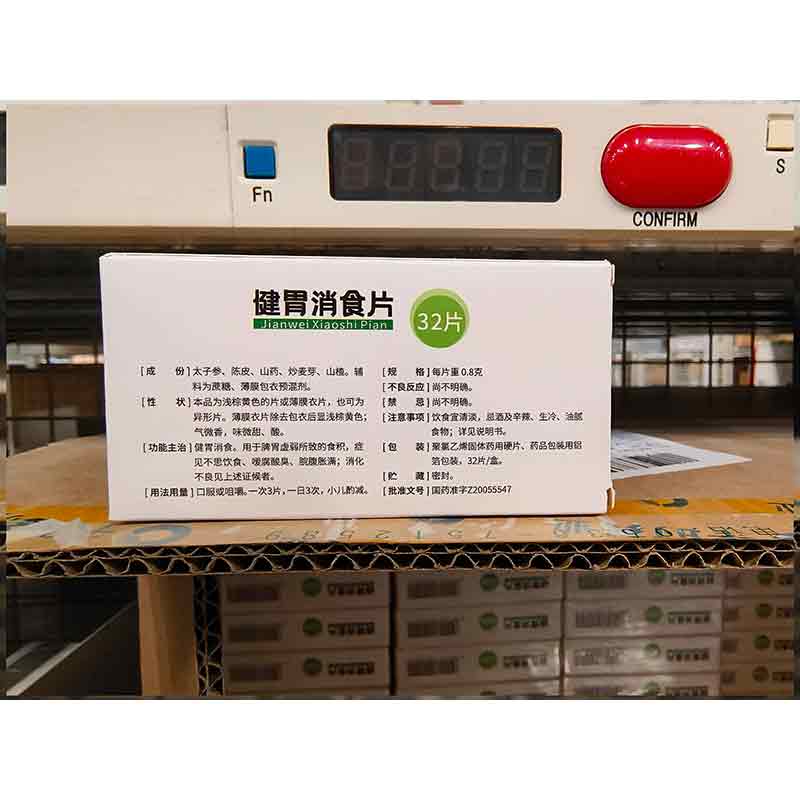 Fn
CONFIRM
S
健胃消食片
Jianwei Xiaoshi Pian
32片
[成 份] 太子参、陈皮、山药、炒麦芽、山楂。辅
料为蔗糖、薄膜包衣预混剂。
[性 状] 本品为浅棕黄色的片或薄膜衣片，也可为
异形片。薄膜衣片除去包衣后显浅棕黄色；
气微香，味微甜、酸。
[功能主治] 健胃消食。用于脾胃虚弱所致的食积，症
见不思饮食、嗳腐酸臭、脘腹胀满；消化
不良见上述证候者。
[用法用量] 口服或咀嚼。一次3片，一日3次，小儿酌减。
[规 格] 每片重 0.8克
[不良反应] 尚不明确。
[禁 忌] 尚不明确。
[注意事项] 饮食宜清淡，忌酒及辛辣、生冷、油腻
食物；详见说明书。
[包 装] 聚氯乙烯固体药用硬片、药品包装用铝
箔包装，32片/盒。
[贮 藏] 密封。
[批准文号] 国药准字Z20055547